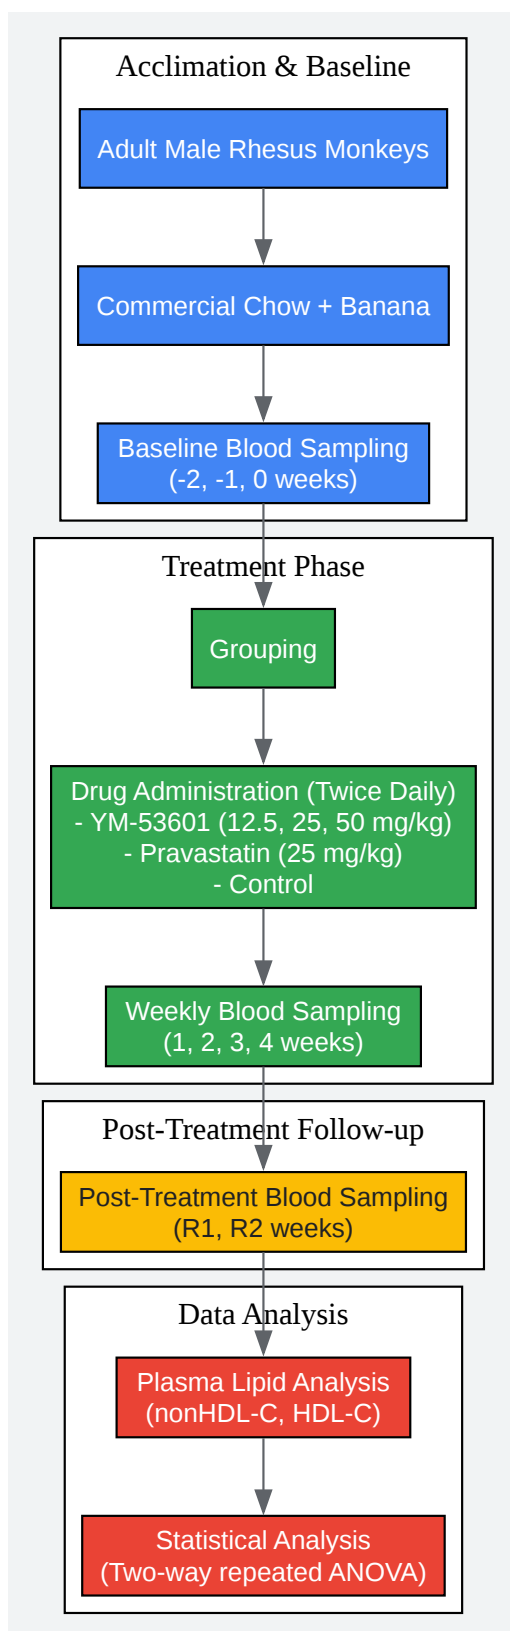 Acclimation & Baseline
Adult Male Rhesus Monkeys
Commercial Chow + Banana
Baseline Blood Sampling
(-2, -1, 0 weeks)
Treatment Phase
Grouping
Drug Administration (Twice Daily)
- YM-53601 (12.5, 25, 50 mg/kg)
- Pravastatin (25 mg/kg)
- Control
Weekly Blood Sampling
(1, 2, 3, 4 weeks)
Post-Treatment Follow-up
Post-Treatment Blood Sampling
(R1, R2 weeks)
Data Analysis
Plasma Lipid Analysis
(nonHDL-C, HDL-C)
Statistical Analysis
(Two-way repeated ANOVA)